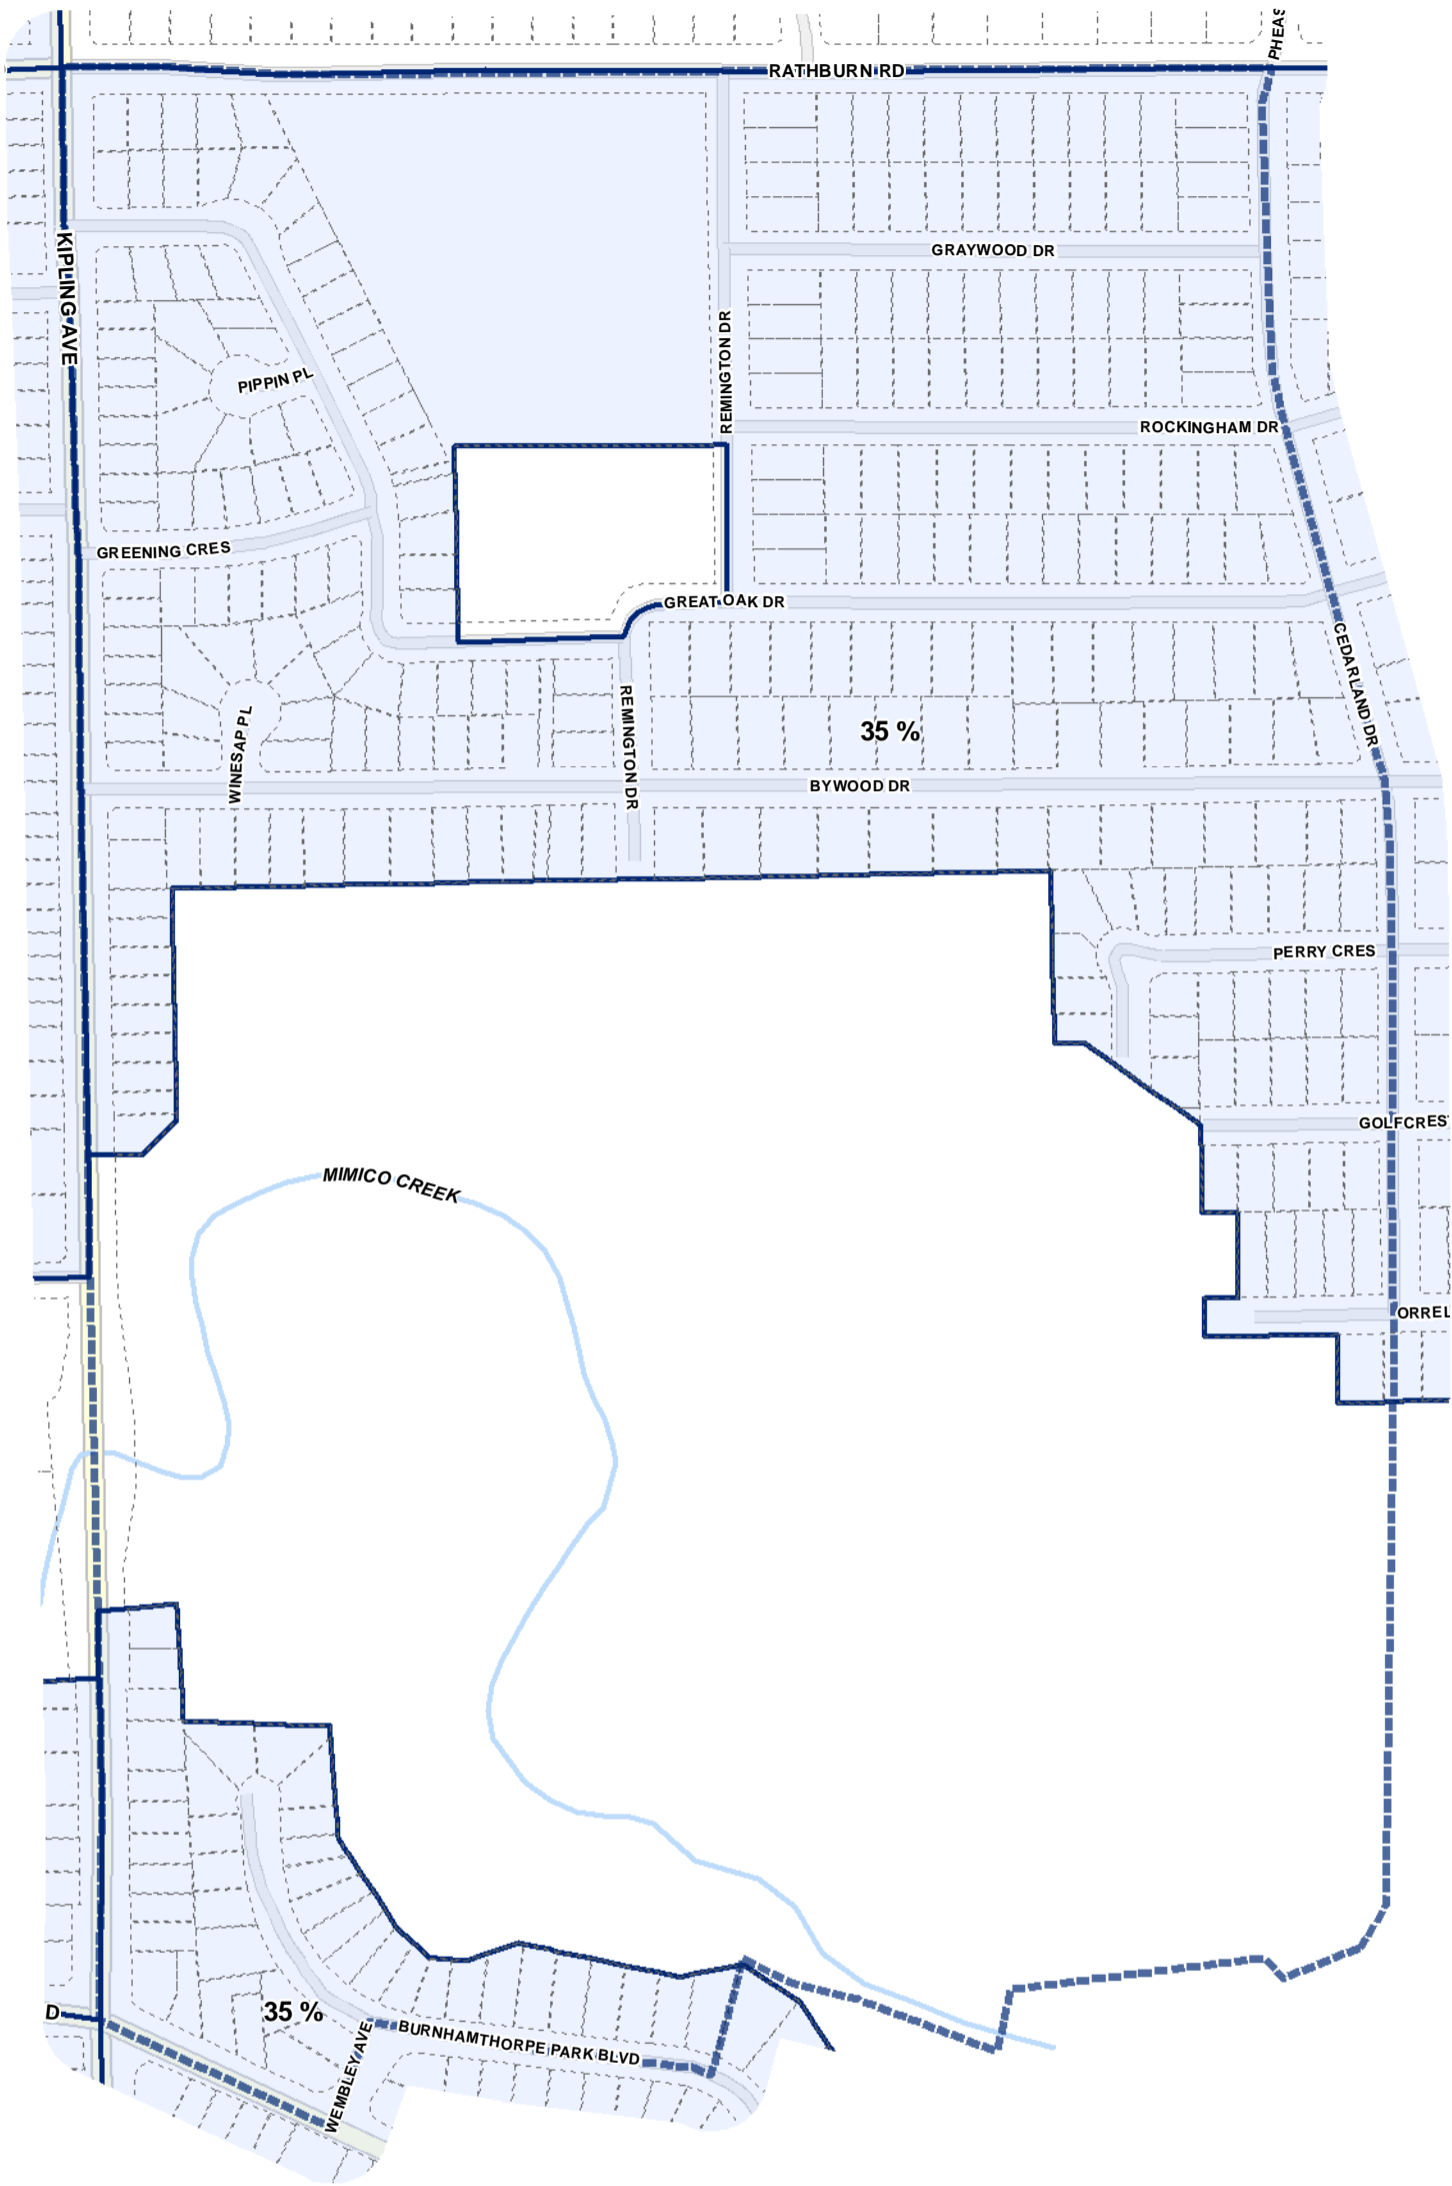 PHEAS
RATHBURN RD
KIPLING AVE
GRAYWOOD DR
REMINGTON DR
PIPPIN PL
ROCKINGHAM DR
GREENING CRES
GREAT OAK DR
CEDARLAND DR
REMINGTON DR
WINESAP PL
35 %
BYWOOD DR
PERRY CRES
GOLFCREST
MIMICO CREEK
ORREL
D
35 %
WEMBLEY AVE
BURNHAMTHORPE PARK BLVD